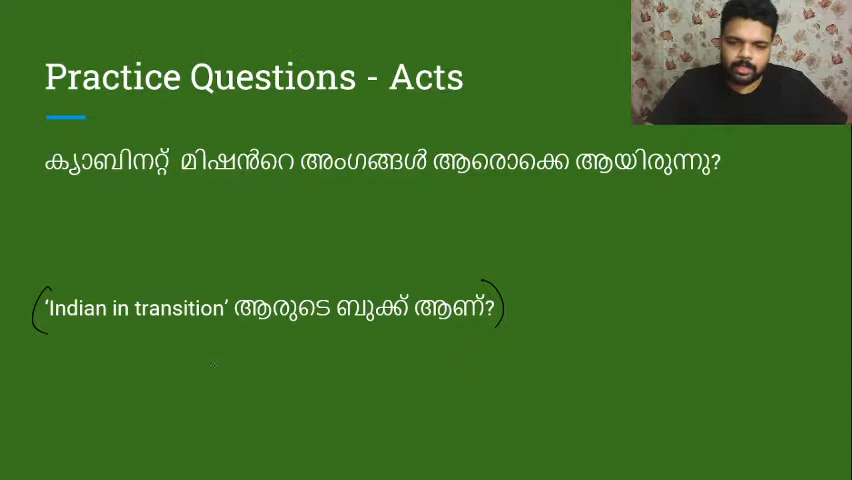 Practice Questions - Acts
ക്യാബിനറ്റ് മിഷൻറെ അംഗങ്ങൾ ആരൊക്കെ ആയിരുന്നു?
‘Indian in transition’ ആരുടെ ബുക്ക് ആണ്?